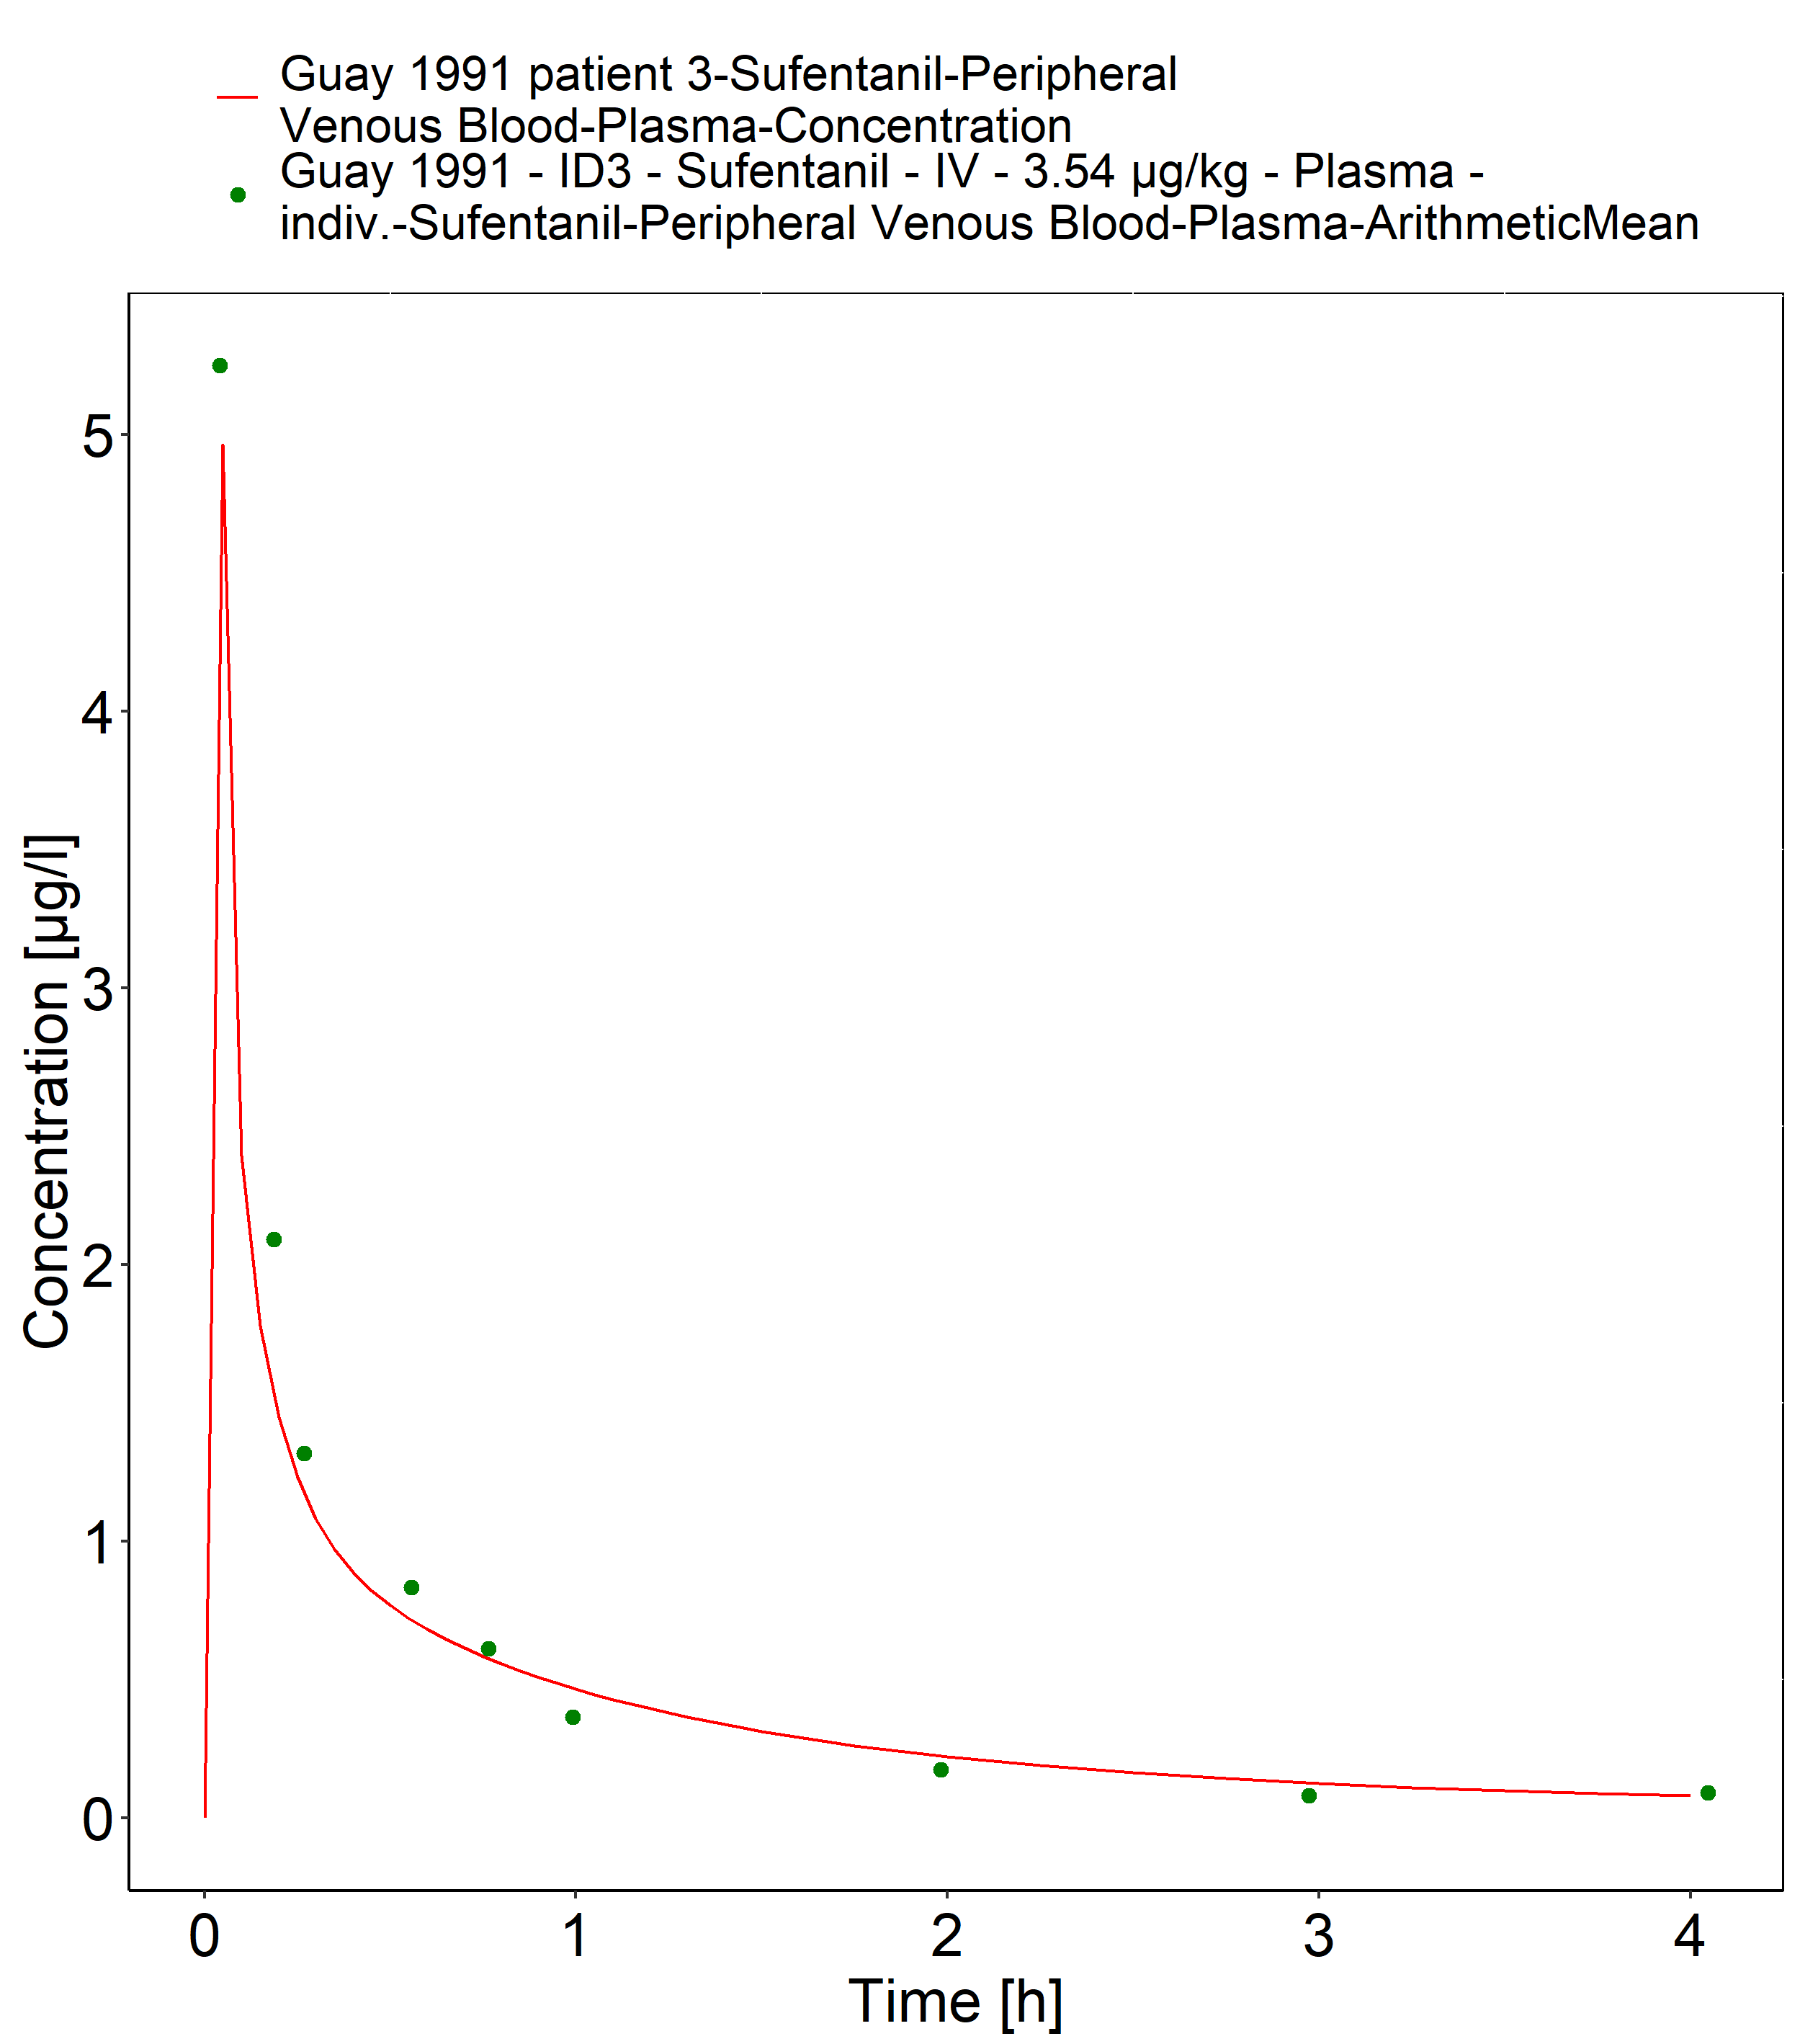 Guay 1991 patient 3-Sufentanil-Peripheral
Venous Blood-Plasma-Concentration
Guay 1991 - ID3 - Sufentanil - IV - 3.54 µg/kg - Plasma -
indiv.-Sufentanil-Peripheral Venous Blood-Plasma-ArithmeticMean
Concentration [µg/l]
5
4
3
2
1
0
0 1 2 3 4
Time [h]